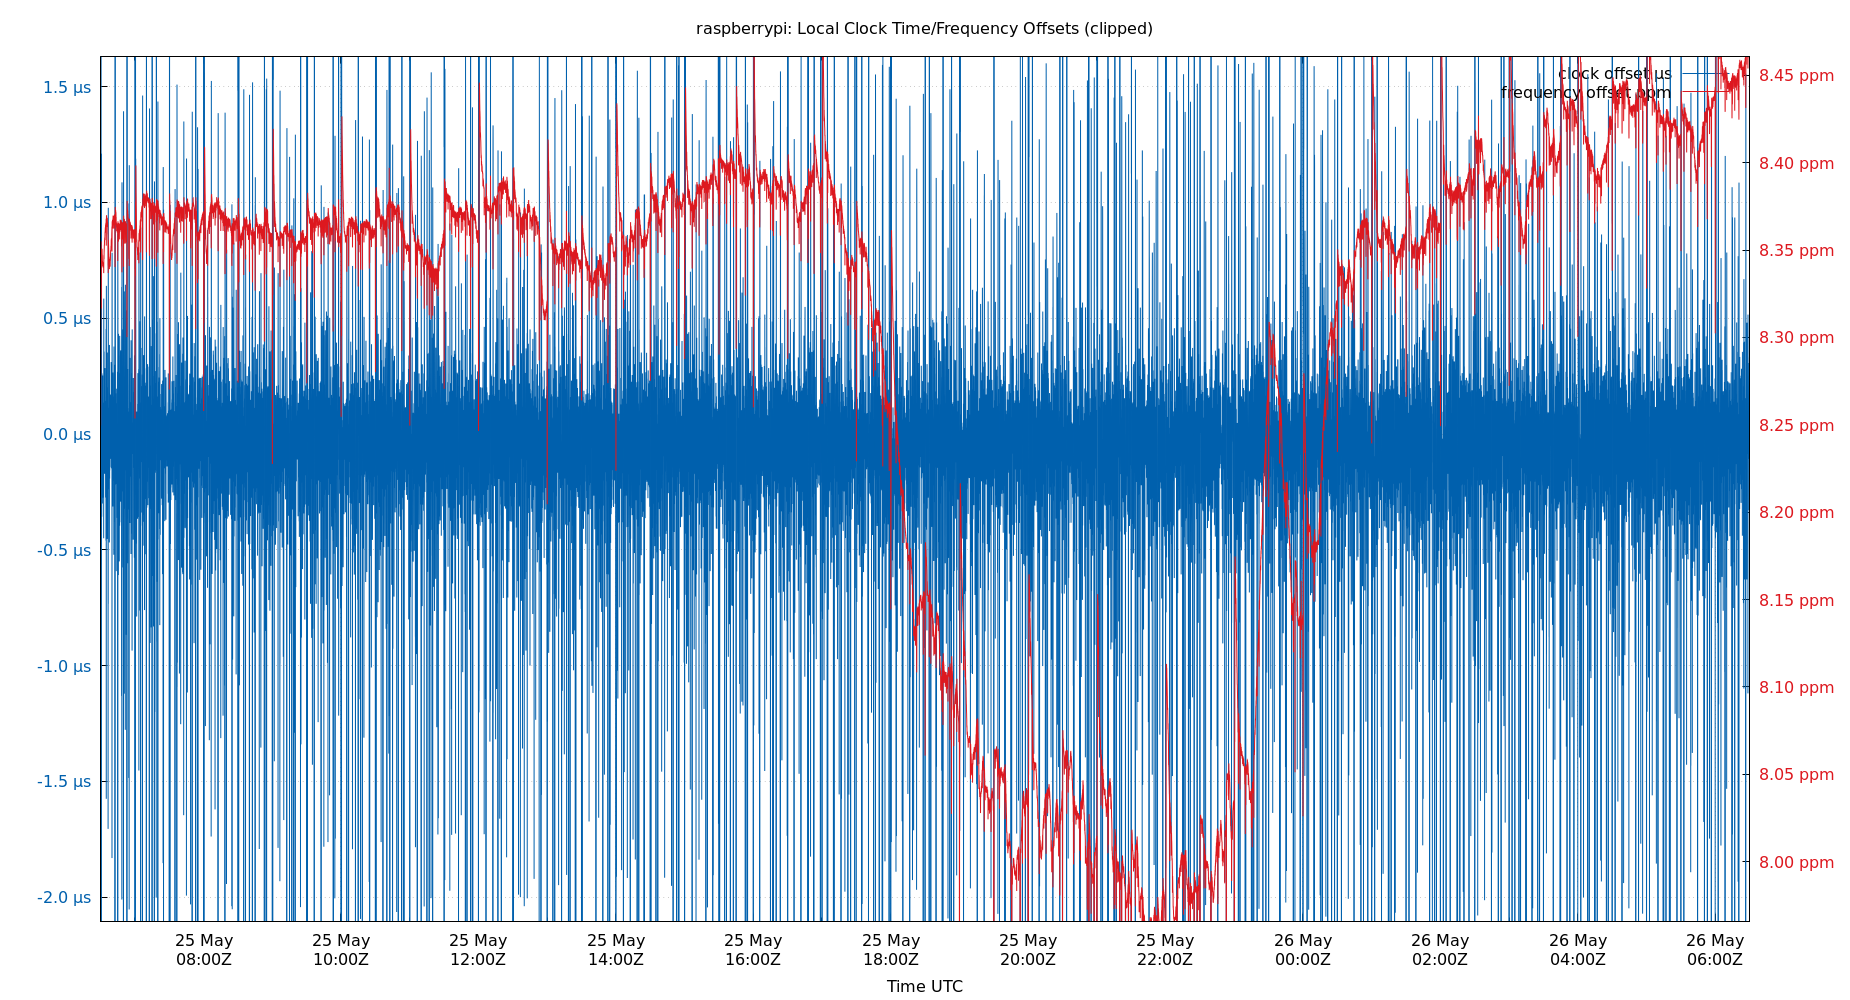 raspberrypi: Local Clock Time/Frequency Offsets (clipped)
clock offset µs
frequency offset ppm
1.5 µs
1.0 µs
0.5 µs
0.0 µs
-0.5 µs
-1.0 µs
-1.5 µs
-2.0 µs
8.45 ppm
8.40 ppm
8.35 ppm
8.30 ppm
8.25 ppm
8.20 ppm
8.15 ppm
8.10 ppm
8.05 ppm
8.00 ppm
25 May 25 May 25 May 25 May 25 May 25 May 25 May 25 May 26 May 26 May 26 May 26 May
08:00Z 10:00Z 12:00Z 14:00Z 16:00Z 18:00Z 20:00Z 22:00Z 00:00Z 02:00Z 04:00Z 06:00Z
Time UTC